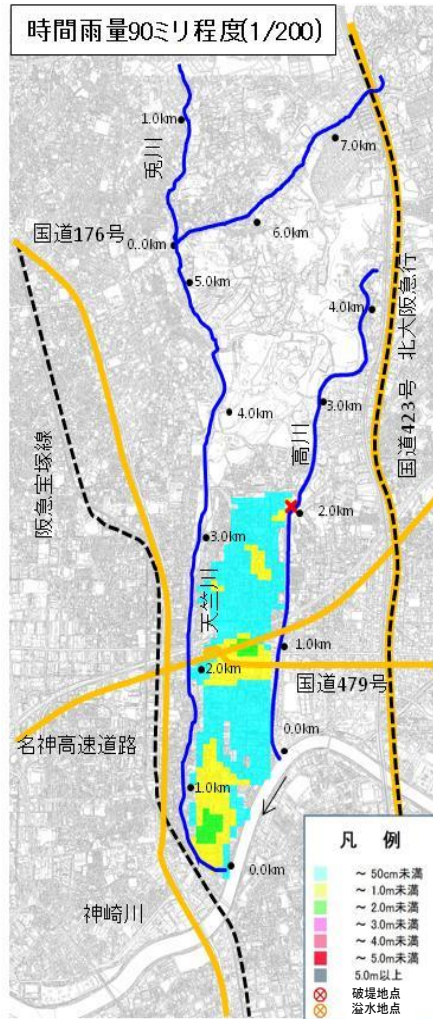 時間雨量90ミリ程度(1/200)
1.0km
兎川
7.0km
国道176号
6.0km
0..0km
5.0km
4.0km
北大阪急行
国道423号
3.0km
4.0km
高川
阪急宝塚線
2.0km
3.0km
天竺川
1.0km
2.0km
国道479号
名神高速道路
0.0km
1.0km
0.0km
神崎川
凡 例
～ 50cm未満
～ 1.0m未満
～ 2.0m未満
～ 3.0m未満
～ 4.0m未満
～ 5.0m未満
5.0m以上
破堤地点
溢水地点